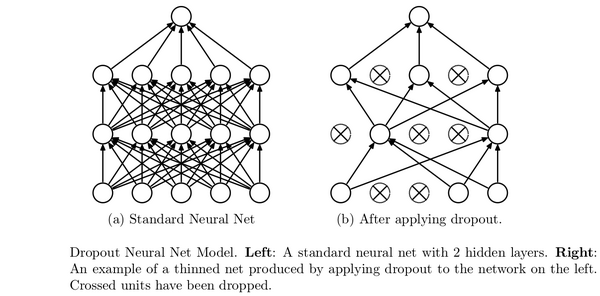 (a) Standard Neural Net
(b) After applying dropout.
Dropout Neural Net Model. Left: A standard neural net with 2 hidden layers. Right:
An example of a thinned net produced by applying dropout to the network on the left.
Crossed units have been dropped.